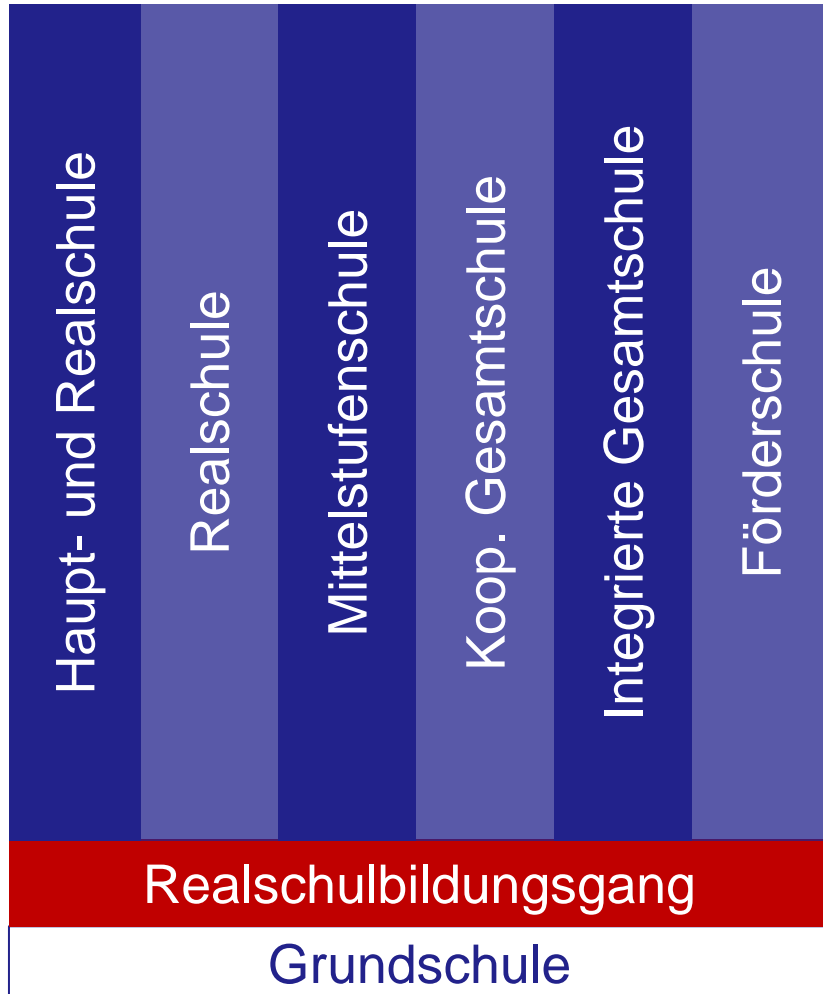 Haupt- und Realschule
Realschule
Mittelstufenschule
Koop. Gesamtschule
Integrierte Gesamtschule
Förderschule
Realschulbildungsgang
Grundschule